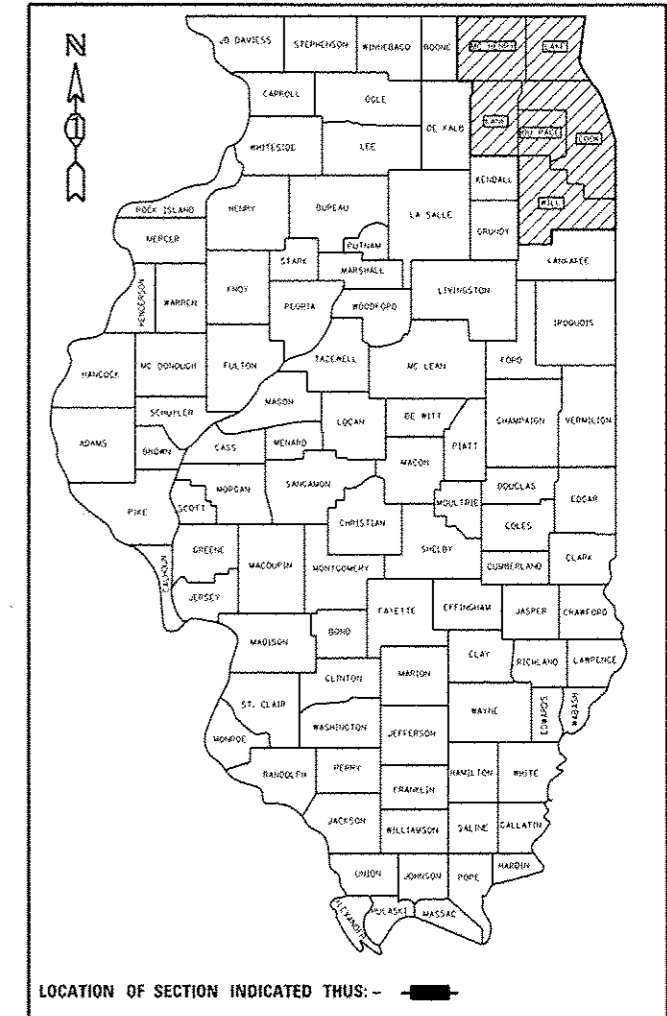 N
JO DAVIESS STEPHENSON WINNEBAGO BOONE MC HENRY LAKE
CARROLL OGLE DE KALB KANE DU PAGE COOK
WHITESIDE LEE KENDALL WILL
ROCK ISLAND HENRY BUREAU LA SALLE GRUNDY
MERCER PUTNAM KANKAKEE
STARK MARSHALL
HENDERSON WARREN KNOX PEORIA WOODFORD LIVINGSTON IROQUOIS
HANCOCK MC DONOUGH FULTON TAZEWELL MC LEAN FORD
SCHUYLER MASON LOGAN DE WITT CHAMPAIGN VERMILION
ADAMS BROWN CASS MENARD PIATT
MACON
PIKE SCOTT MORGAN SANGAMON MOULTRIE DOUGLAS EDGAR
CHRISTIAN COLES
CALHOUN GREENE MACOUPIN MONTGOMERY SHELBY CUMBERLAND CLARK
JERSEY FAYETTE EFFINGHAM JASPER CRAWFORD
MADISON BOND
CLAY RICHLAND LAWRENCE
CLINTON MARION
ST. CLAIR WAYNE EDWARDS WABASH
MONROE WASHINGTON JEFFERSON
RANDOLPH PERRY HAMILTON WHITE
FRANKLIN
JACKSON WILLIAMSON SALINE GALLATIN
UNION JOHNSON POPE HARDIN
ALEXANDER PULASKI MASSAC
LOCATION OF SECTION INDICATED THUS: -